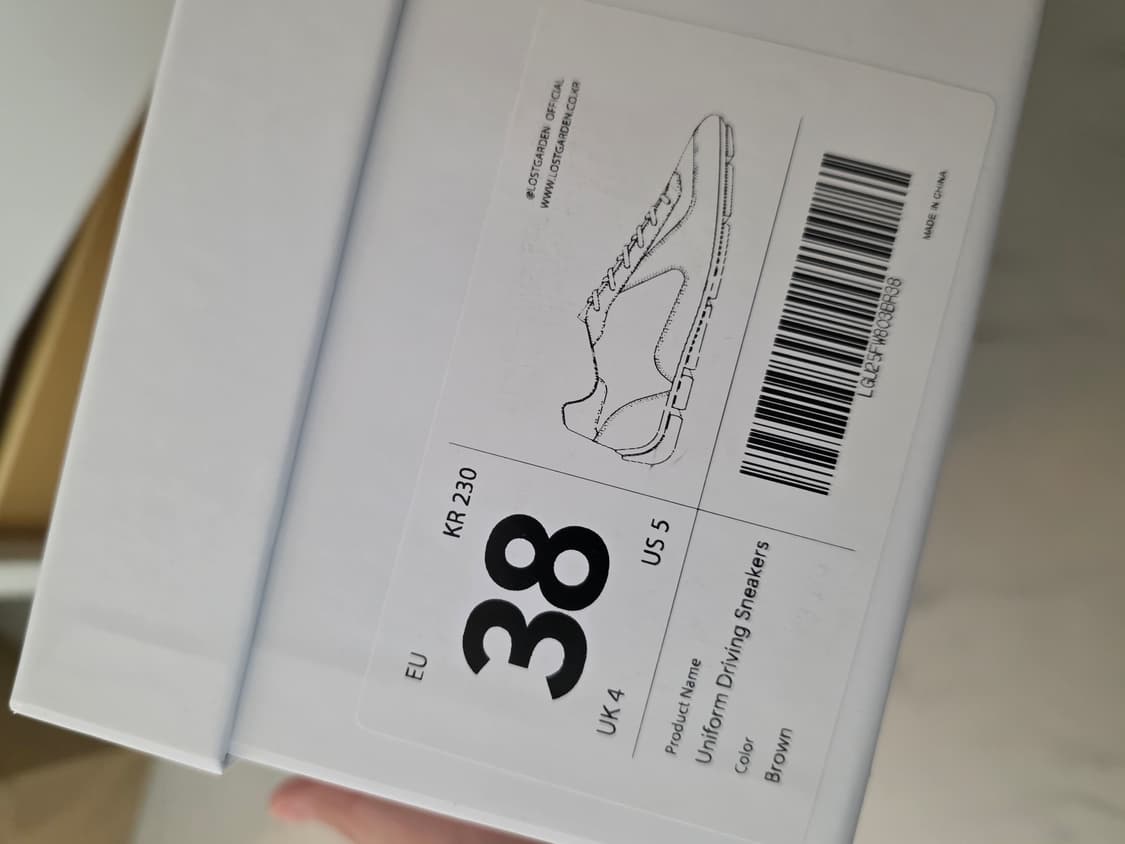 EU
KR 230
38
UK 4
US 5
@LOSTGARDEN_OFFICIAL
WWW.LOSTGARDEN.CO.KR
Product Name
Uniform Driving Sneakers
Color
Brown
LGU25FW803BR38
MADE IN CHINA